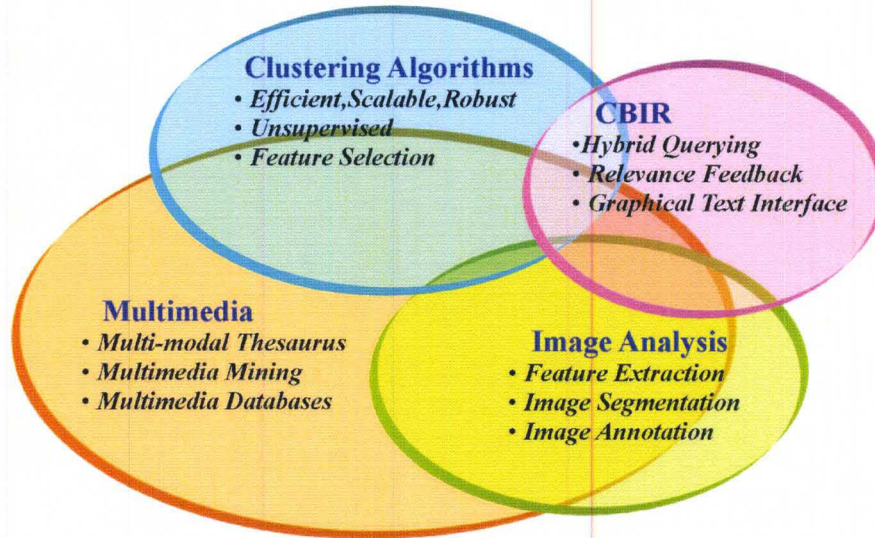 Clustering Algorithms
• Efficient,Scalable,Robust
• Unsupervised
• Feature Selection
CBIR
•Hybrid Querying
• Relevance Feedback
• Graphical Text Interface
Multimedia
• Multi-modal Thesaurus
• Multimedia Mining
• Multimedia Databases
Image Analysis
• Feature Extraction
• Image Segmentation
• Image Annotation